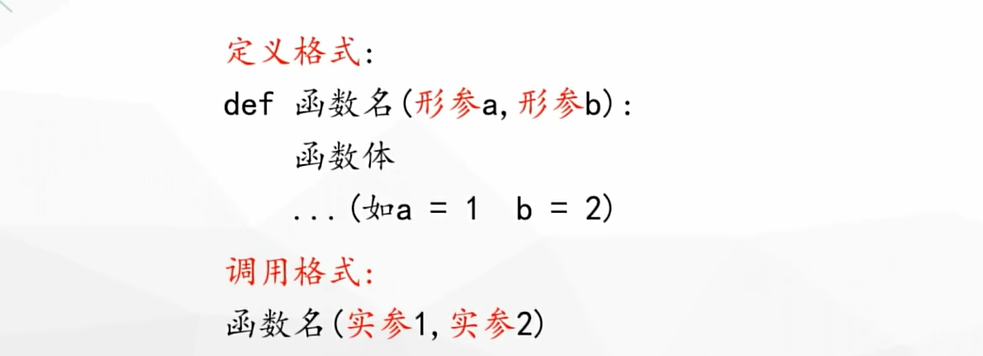 定义格式:
def 函数名(形参a,形参b):
函数体
...(如a = 1  b = 2)
调用格式:
函数名(实参1,实参2)